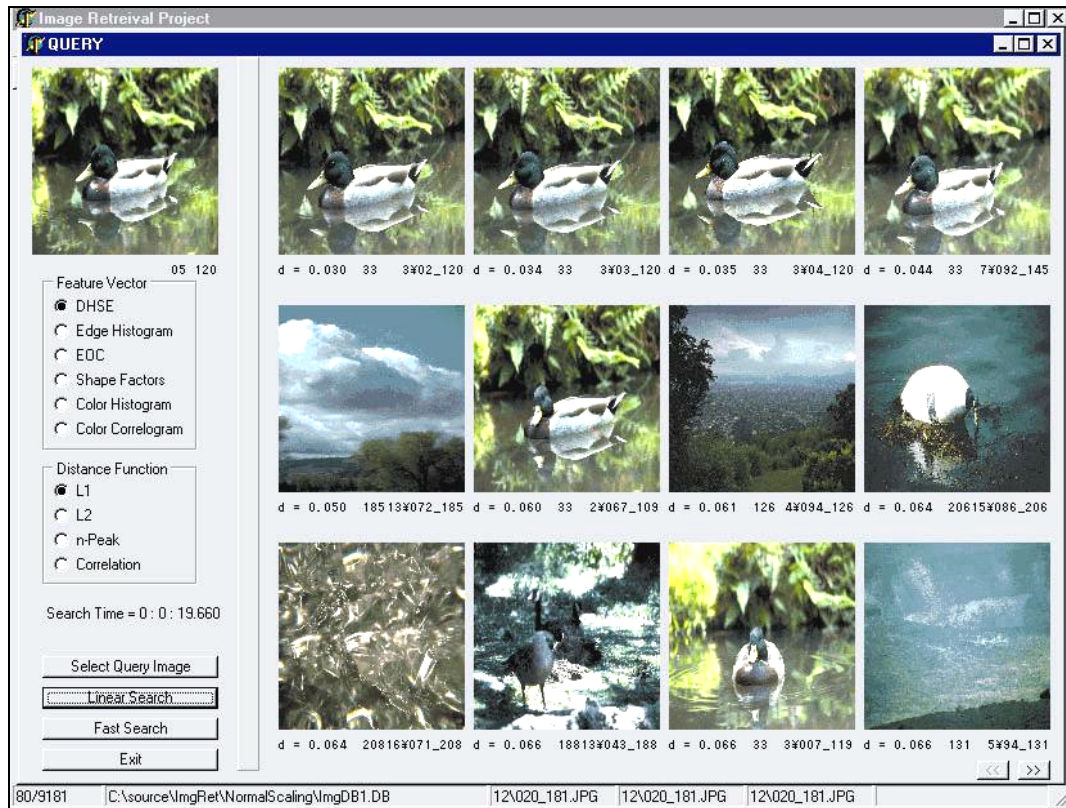 Image Retreival Project
QUERY
05 120
Feature Vector
DHSE
Edge Histogram
EOC
Shape Factors
Color Histogram
Color Correlogram
Distance Function
L1
L2
n-Peak
Correlation
Search Time = 0 : 0 : 19.660
Select Query Image
Linear Search
Fast Search
Exit
d = 0.030 33 3¥02_120
d = 0.034 33 3¥03_120
d = 0.035 33 3¥04_120
d = 0.044 33 7¥092_145
d = 0.050 18513¥072_185
d = 0.060 33 2¥067_109
d = 0.061 126 4¥094_126
d = 0.064 20615¥086_206
d = 0.064 20816¥071_208
d = 0.066 18813¥043_188
d = 0.066 33 3¥007_119
d = 0.066 131 5¥94_131
<< >>
80/9181 C:\source\ImgRet\NormalScaling\ImgDB1.DB 12\020_181.JPG 12\020_181.JPG 12\020_181.JPG